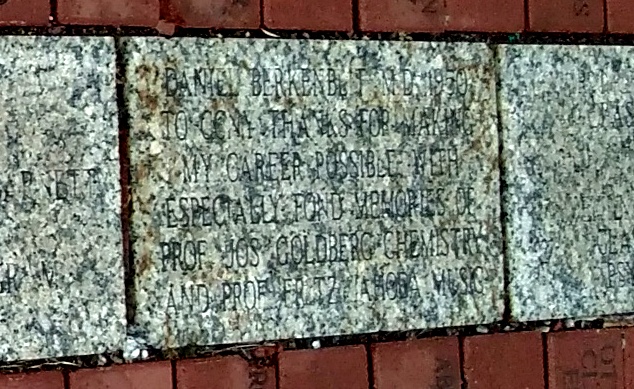 DANIEL BERKENBLIT M.D. 1950
TO CCNY THANKS FOR MAKING
MY CAREER POSSIBLE WITH
ESPECIALLY FOND MEMORIES OF
PROF JOS GOLDBERG CHEMISTRY
AND PROF FRITZ JAHODA MUSIC